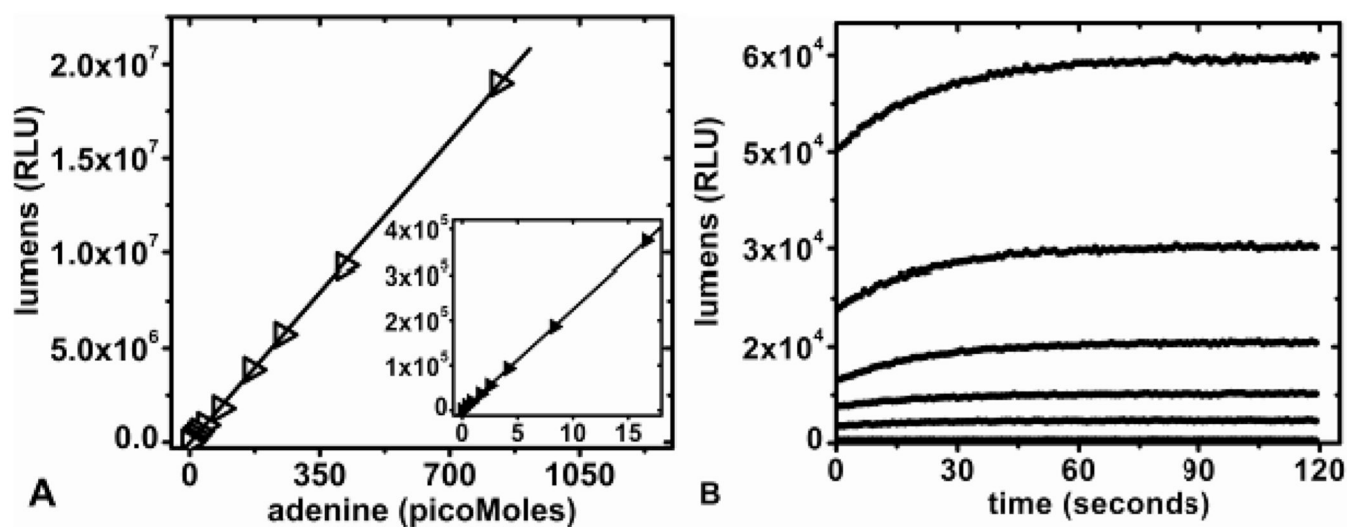 lumens (RLU)
2.0x10⁷
1.5x10⁷
1.0x10⁷
5.0x10⁶
0.0
0 350 700 1050
adenine (picoMoles)
A
4x10⁵
3x10⁵
2x10⁵
1x10⁵
0
0 5 10 15
lumens (RLU)
6x10⁴
5x10⁴
3x10⁴
2x10⁴
0
0 30 60 90 120
time (seconds)
B